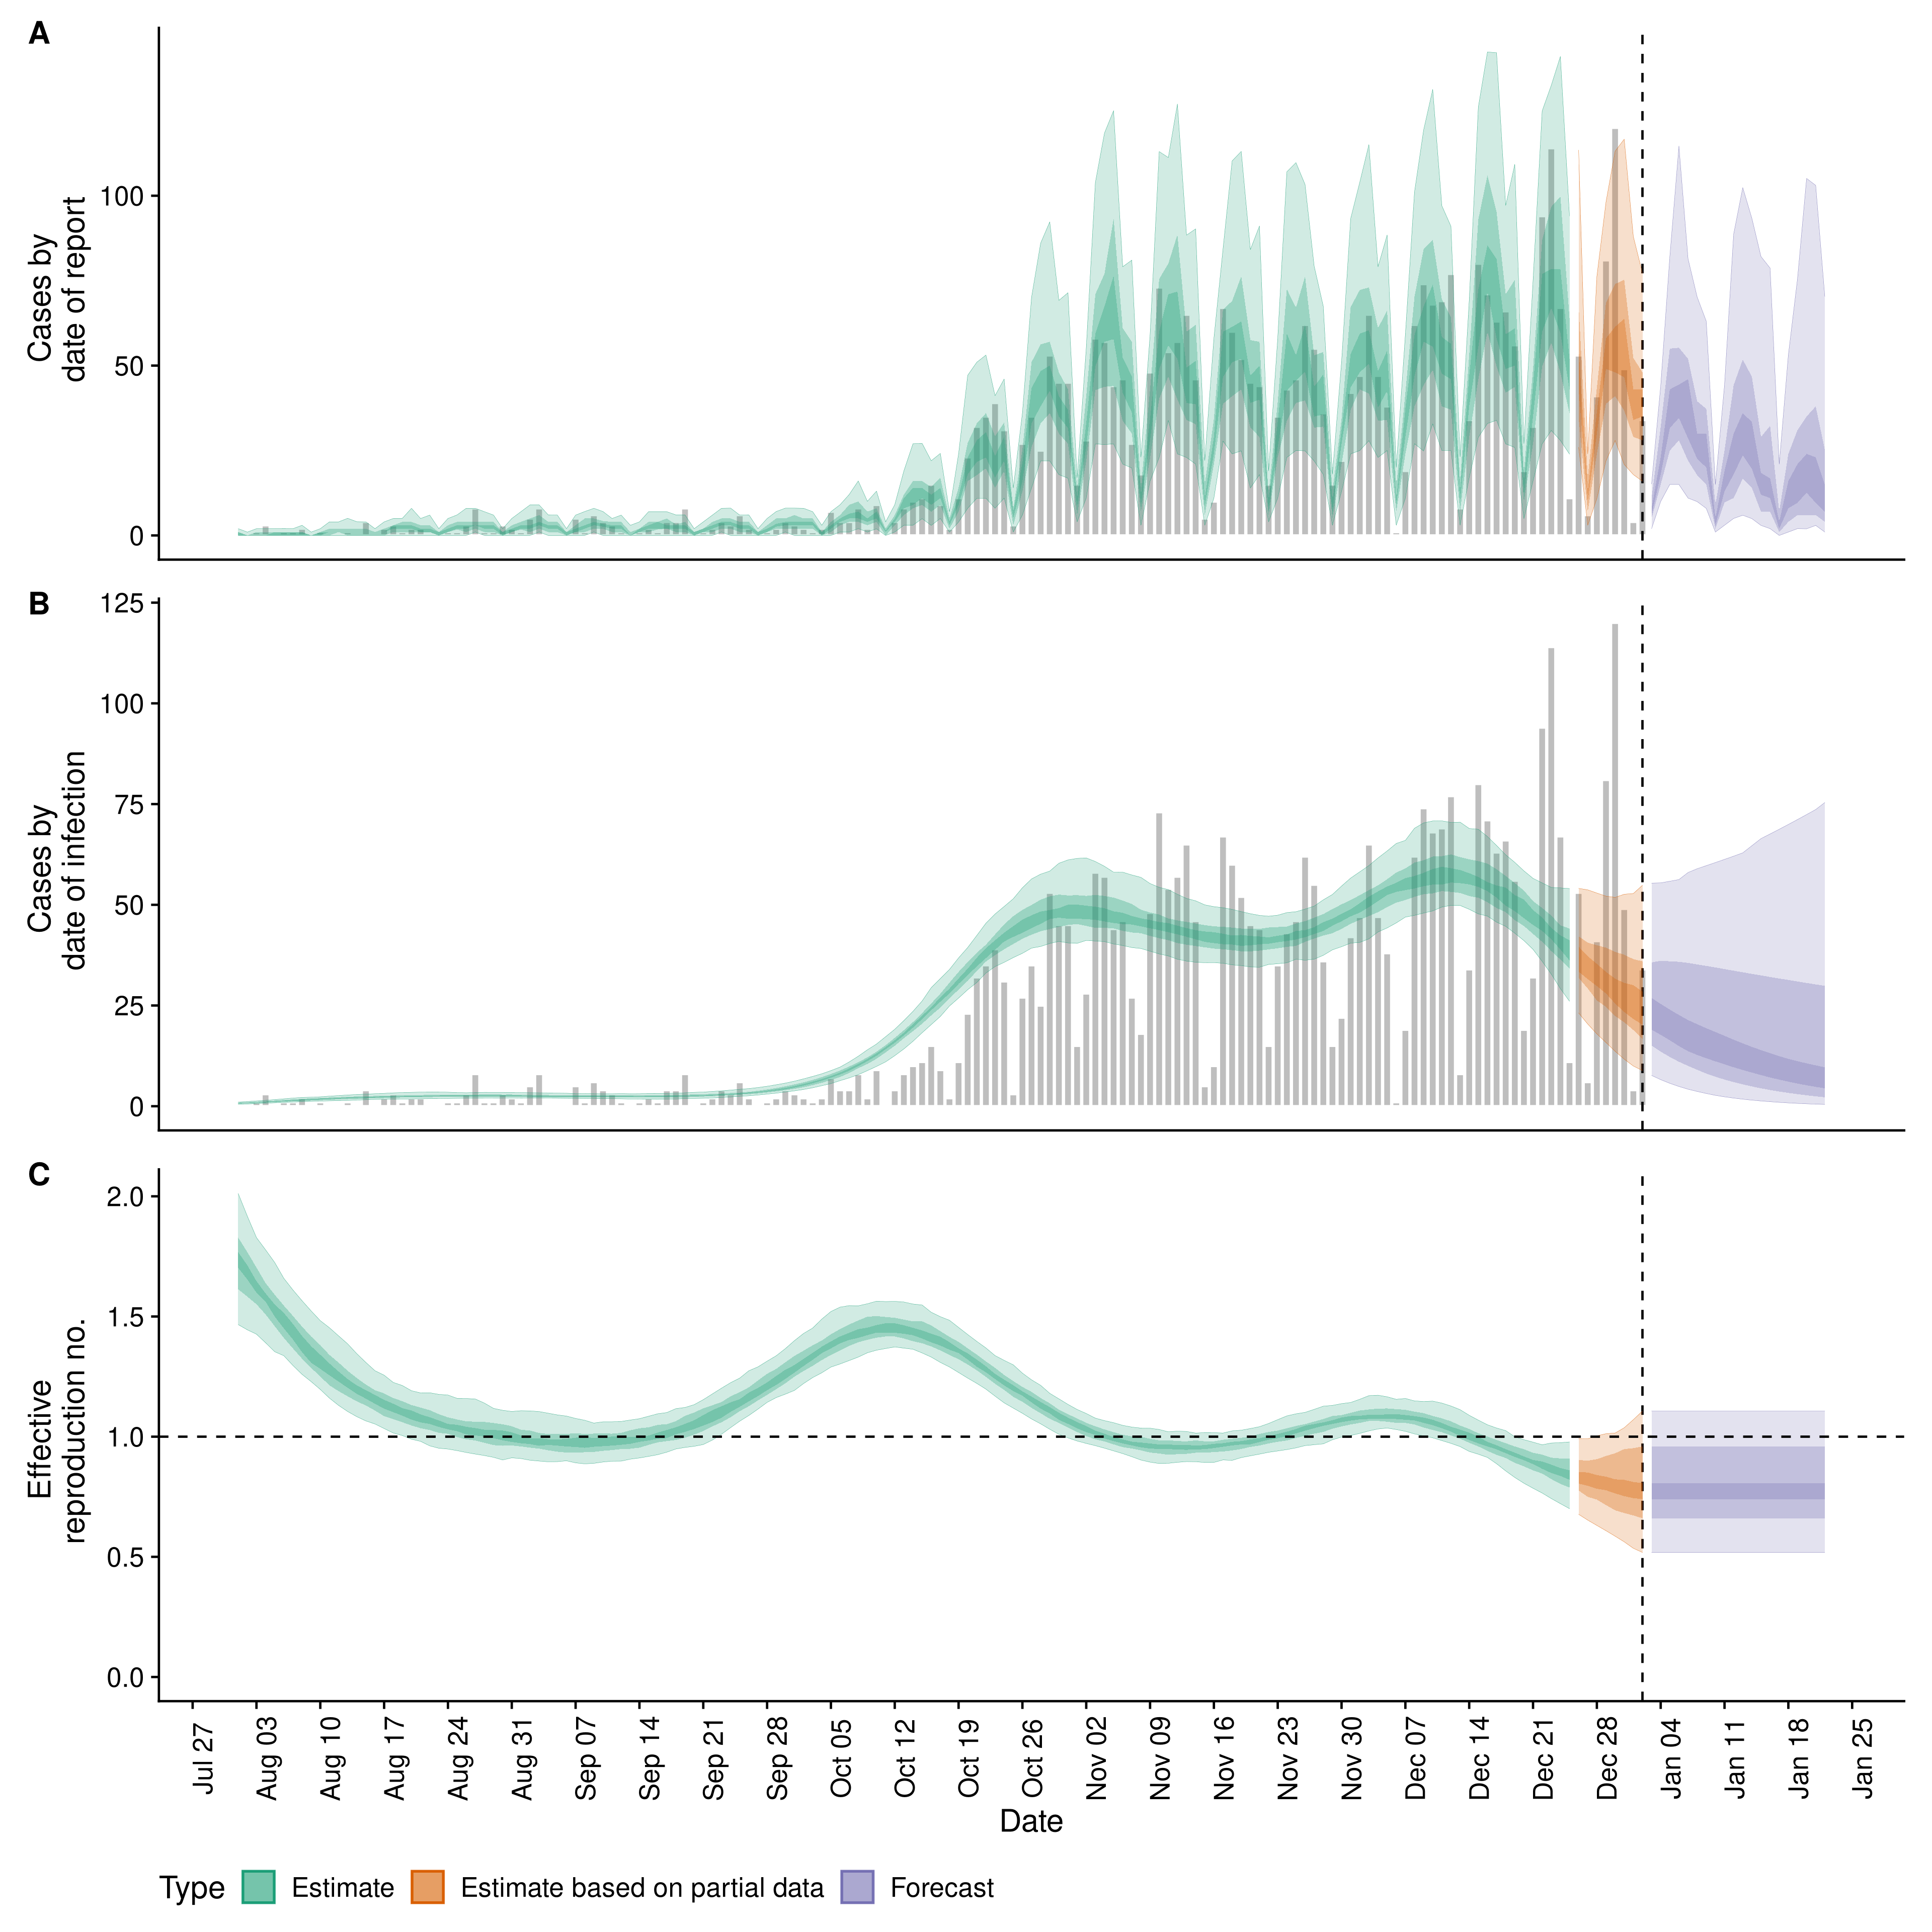 A
Cases by
date of report
100
50
0
B
Cases by
date of infection
125
100
75
50
25
0
C
Effective
reproduction no.
2.0
1.5
1.0
0.5
0.0
Jul 27
Aug 03
Aug 10
Aug 17
Aug 24
Aug 31
Sep 07
Sep 14
Sep 21
Sep 28
Oct 05
Oct 12
Oct 19
Oct 26
Nov 02
Nov 09
Nov 16
Nov 23
Nov 30
Dec 07
Dec 14
Dec 21
Dec 28
Jan 04
Jan 11
Jan 18
Jan 25
Date
Type Estimate Estimate based on partial data Forecast